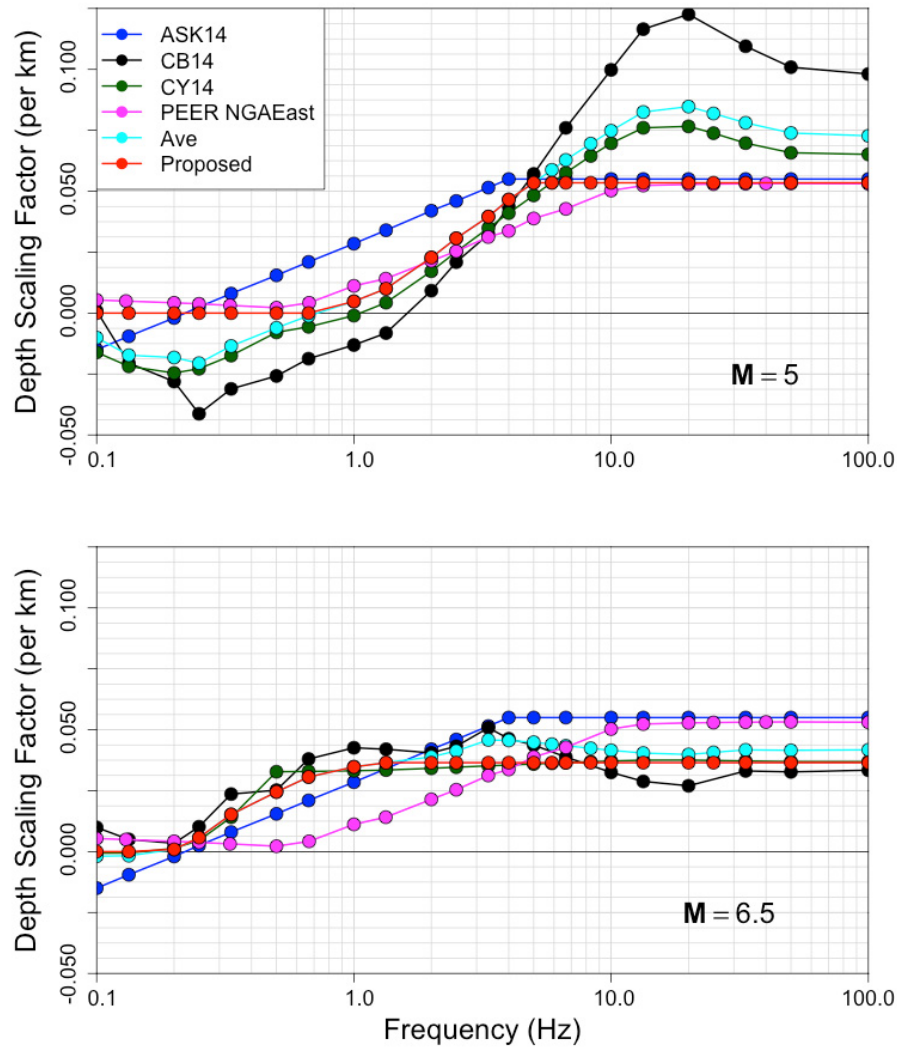 Depth Scaling Factor (per km)
0.100
0.050
0.000
-0.050
ASK14
CB14
CY14
PEER NGAEast
Ave
Proposed
M = 5
0.1
1.0
10.0
100.0
Depth Scaling Factor (per km)
0.100
0.050
0.000
-0.050
M = 6.5
0.1
1.0
10.0
100.0
Frequency (Hz)